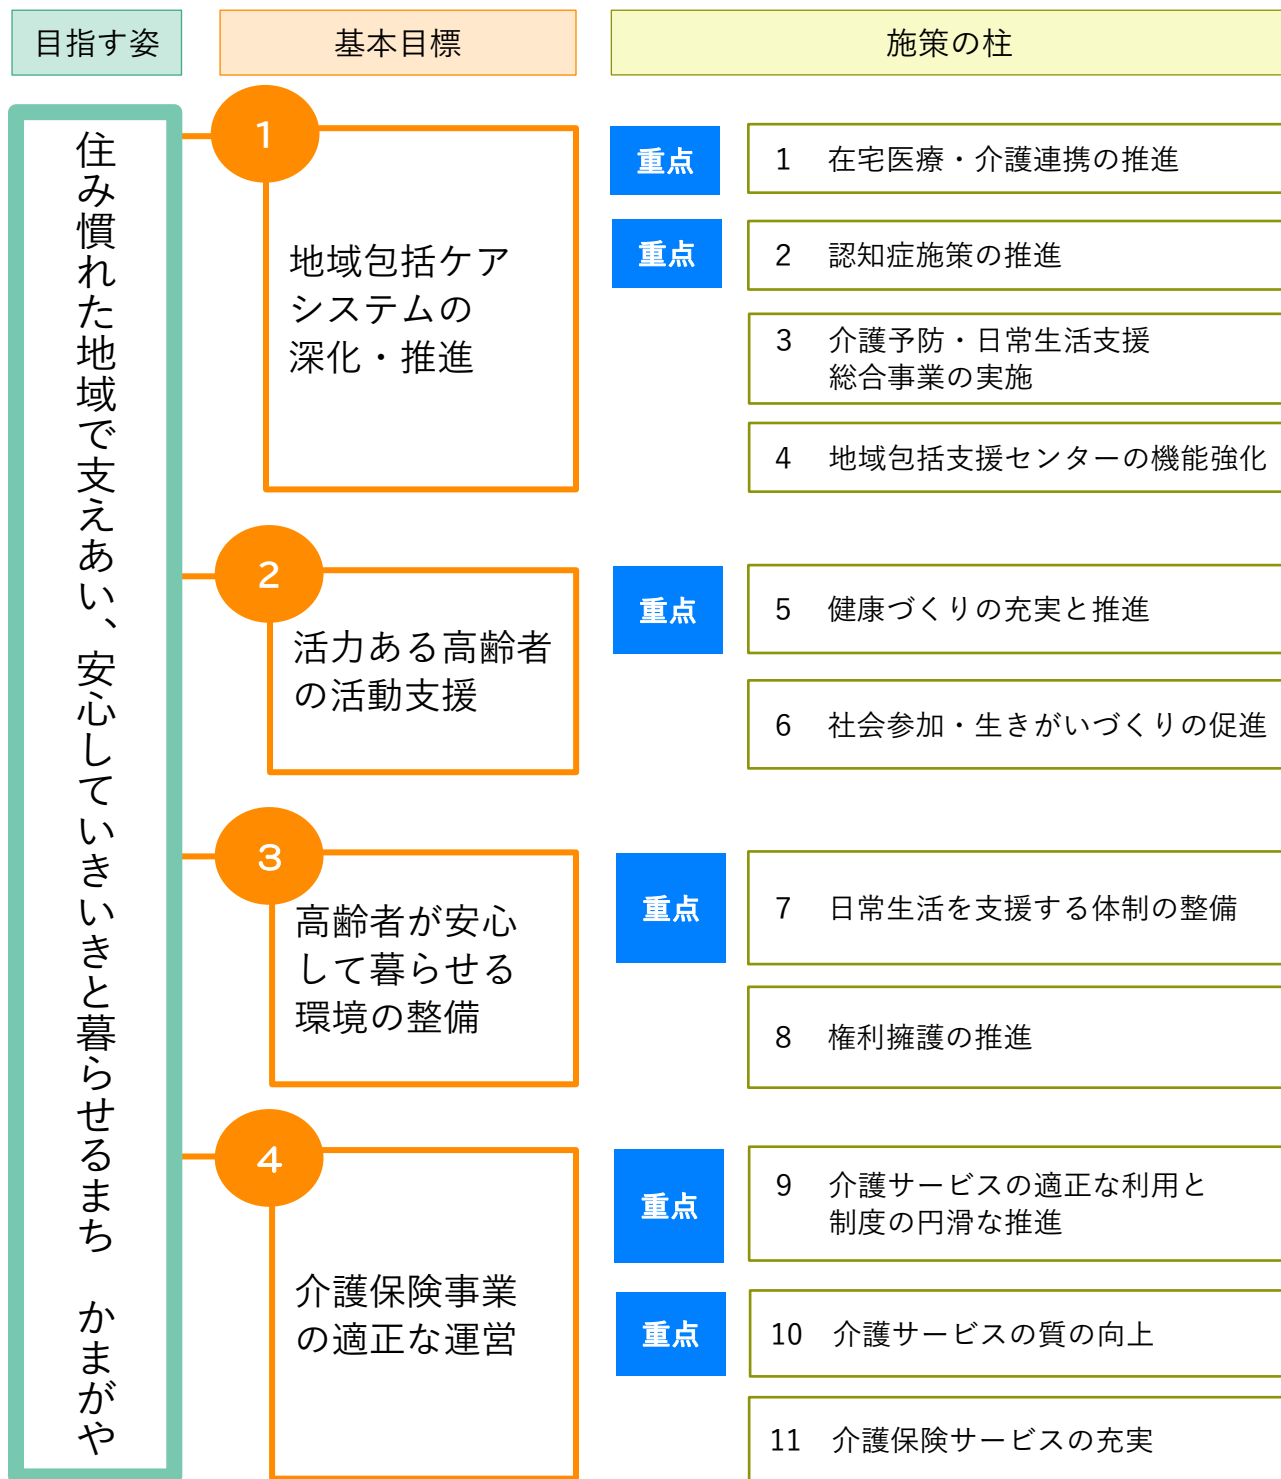 目指す姿
基本目標
施策の柱
住み慣れた地域で支えあい、安心していきいきと暮らせるまち　かまがや
1
地域包括ケア
システムの
深化・推進
重点
1 在宅医療・介護連携の推進
重点
2 認知症施策の推進
3 介護予防・日常生活支援
総合事業の実施
4 地域包括支援センターの機能強化
2
活力ある高齢者
の活動支援
重点
5 健康づくりの充実と推進
6 社会参加・生きがいづくりの促進
3
高齢者が安心
して暮らせる
環境の整備
重点
7 日常生活を支援する体制の整備
8 権利擁護の推進
4
介護保険事業
の適正な運営
重点
9 介護サービスの適正な利用と
制度の円滑な推進
重点
10 介護サービスの質の向上
11 介護保険サービスの充実